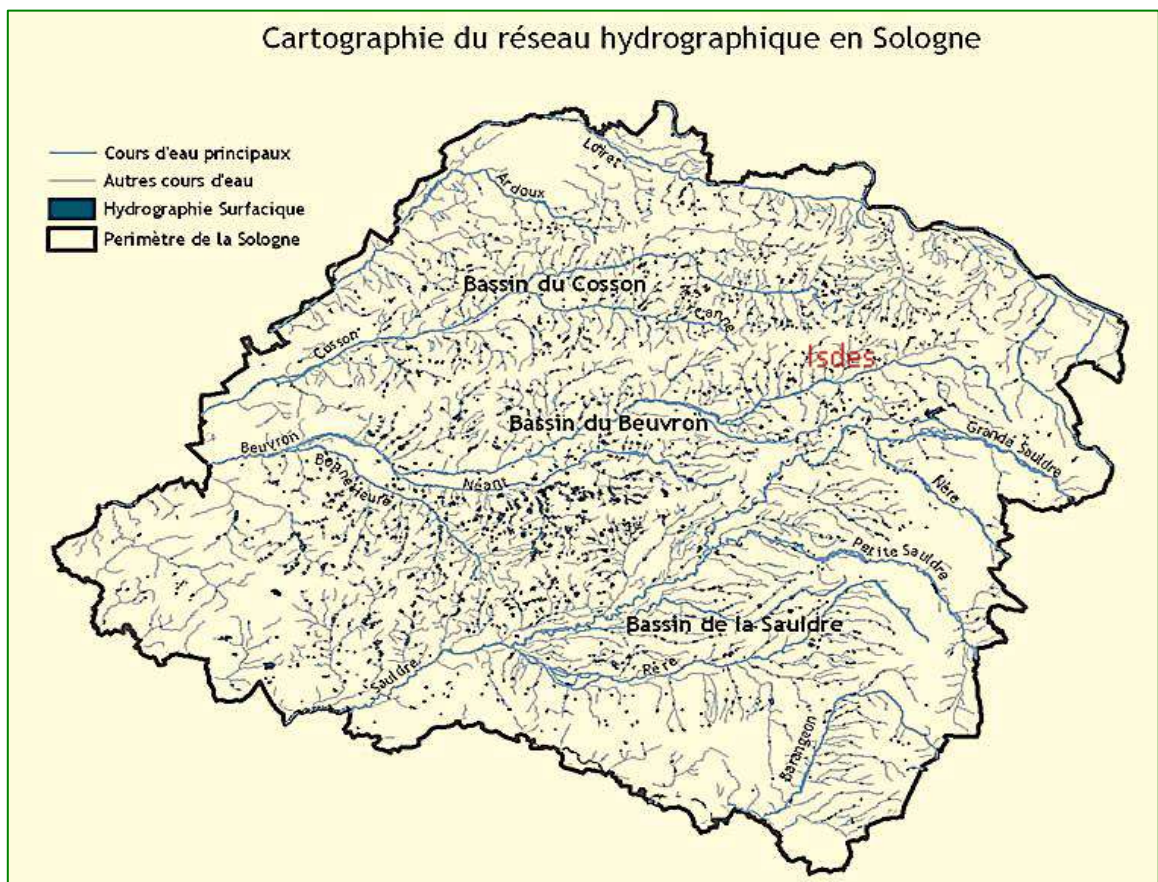 Cartographie du réseau hydrographique en Sologne
Cours d'eau principaux
Autres cours d'eau
Hydrographie Surfacique
Perimètre de la Sologne
Loiret
Ardoux
Bassin du Cosson
Canne
Cosson
Isdes
Bassin du Beuvron
Beuvron
Grande Sauldre
Bonneheure
Néant
Nère
Petite Sauldre
Bassin de la Sauldre
Rère
Sauldre
Barangeon